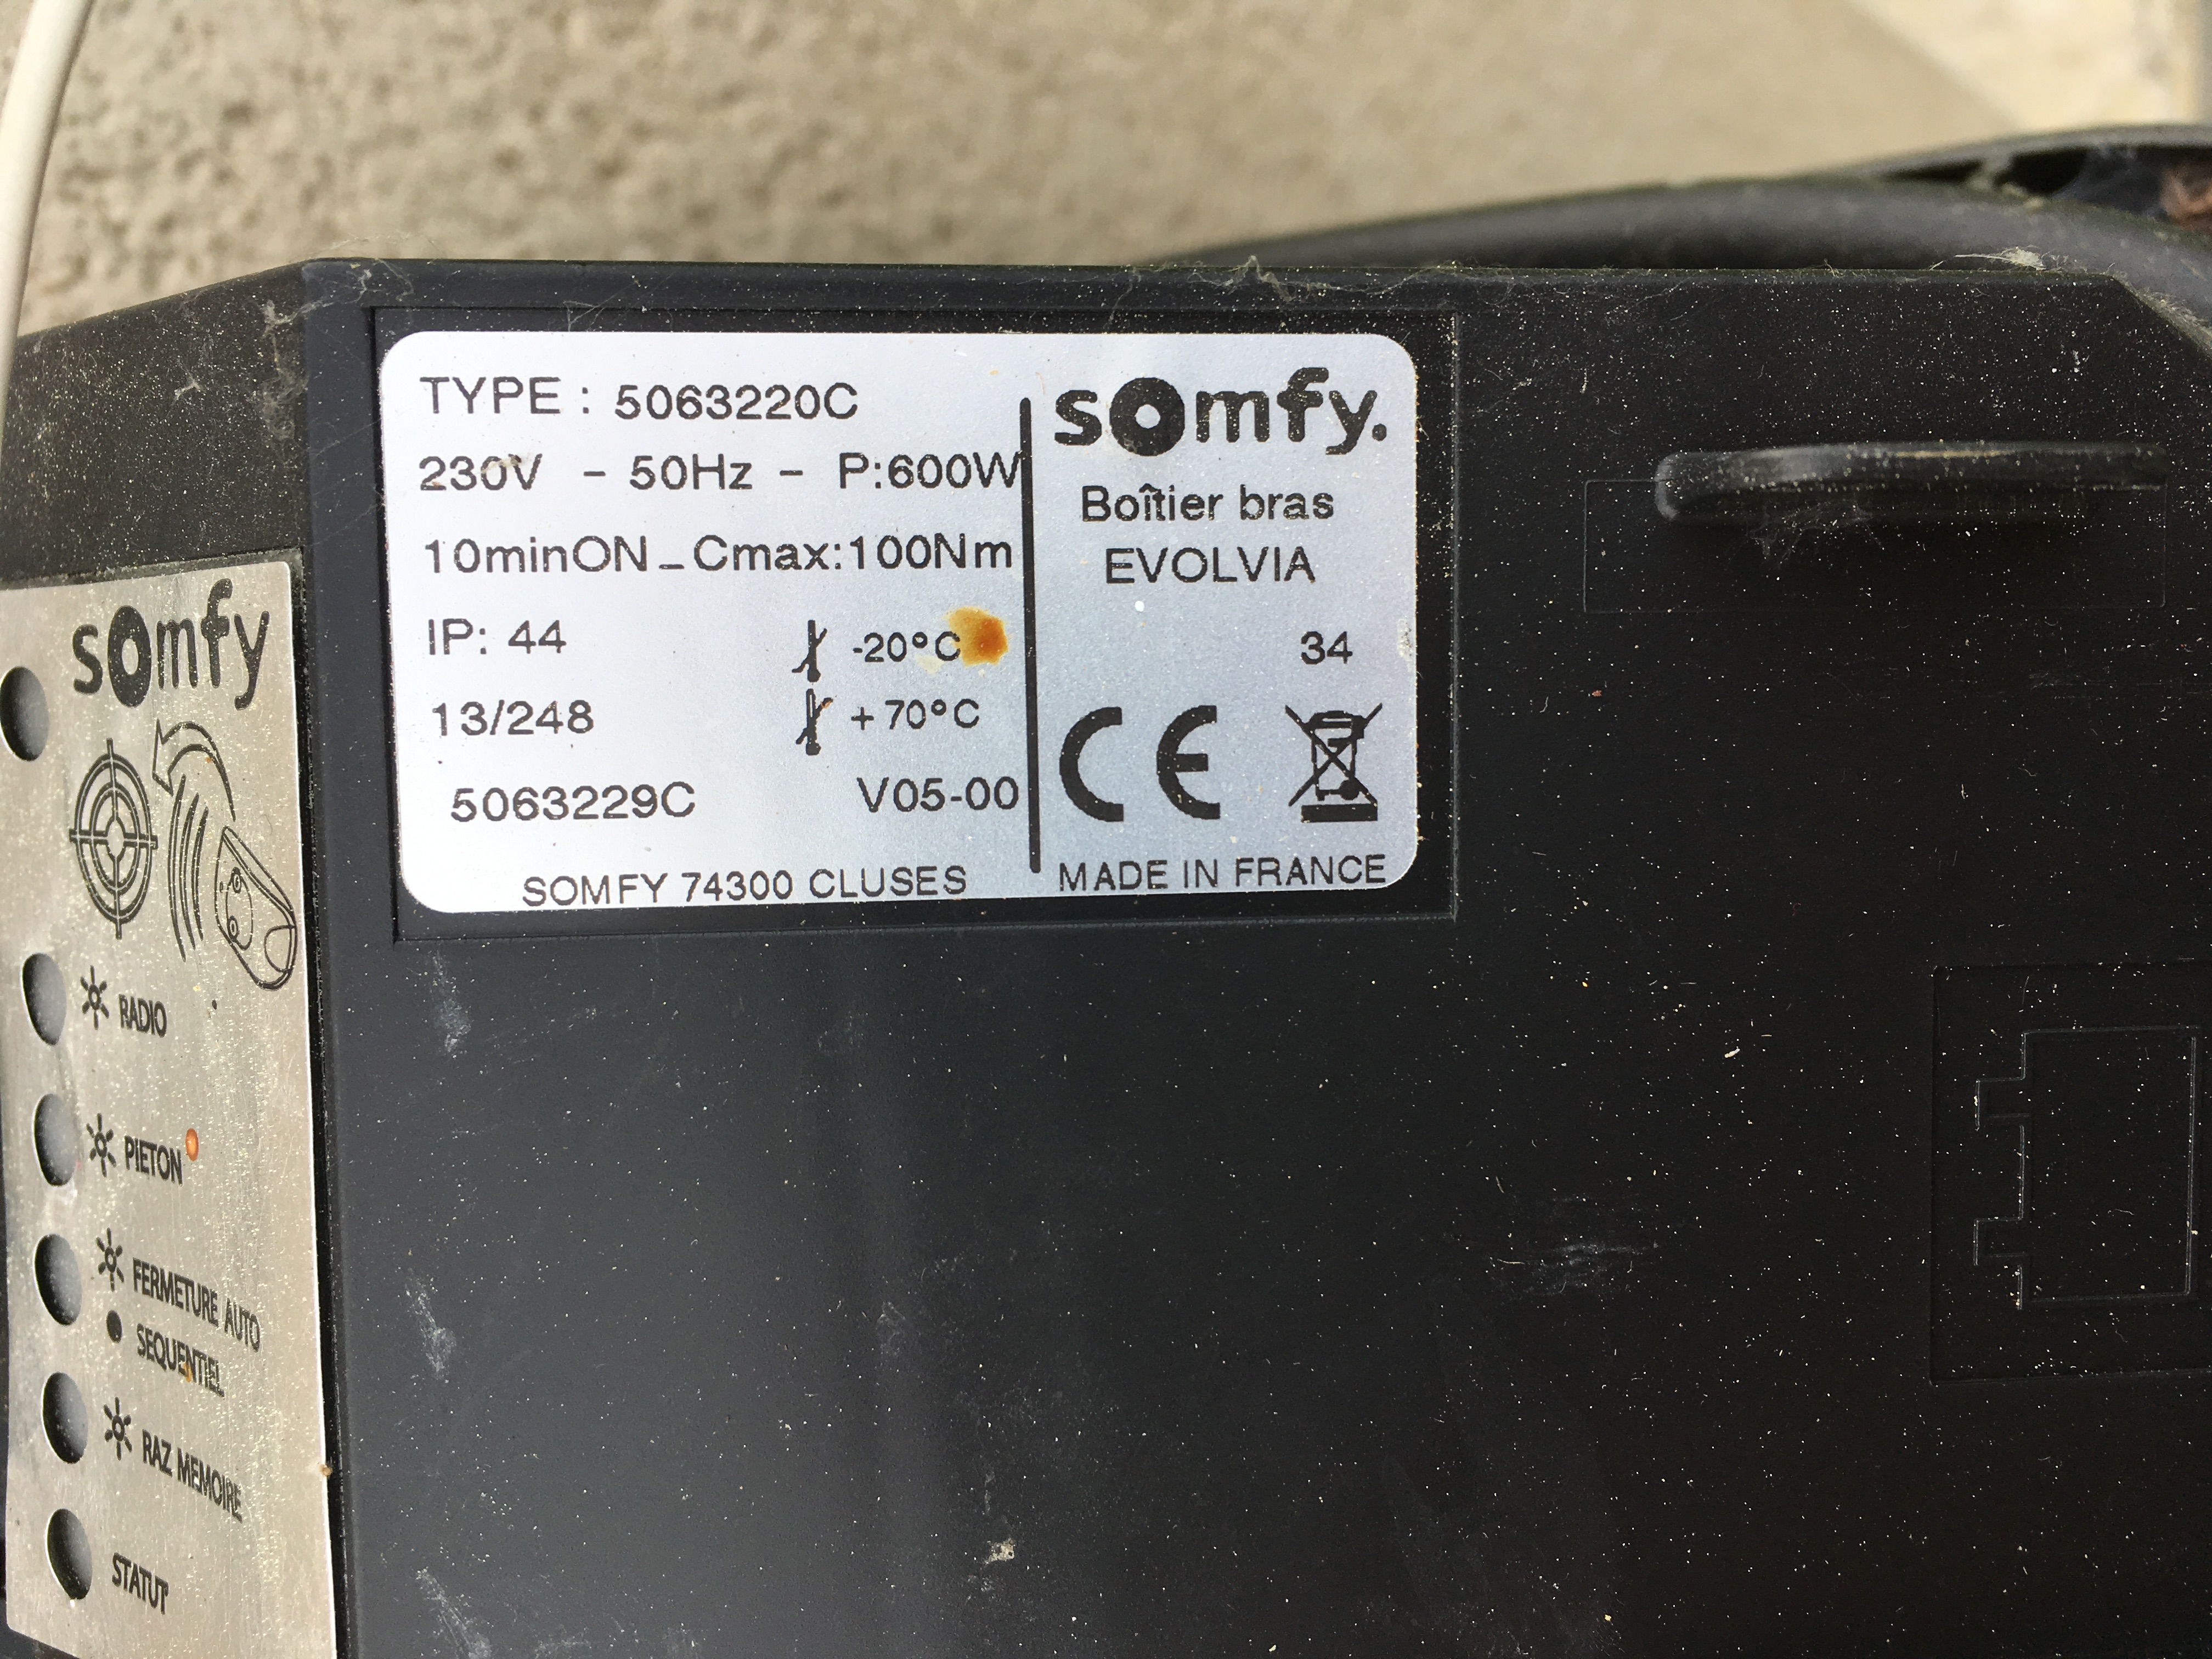 TYPE : 5063220C
230V - 50Hz - P:600W
10minON_Cmax:100Nm
IP: 44
-20°C
13/248
+70°C
5063229C V05-00
SOMFY 74300 CLUSES
somfy.
Boîtier bras
EVOLVIA
34
CE
MADE IN FRANCE
somfy
RADIO
PIETON
FERMETURE AUTO
SEQUENTIEL
RAZ MEMOIRE
STATUT